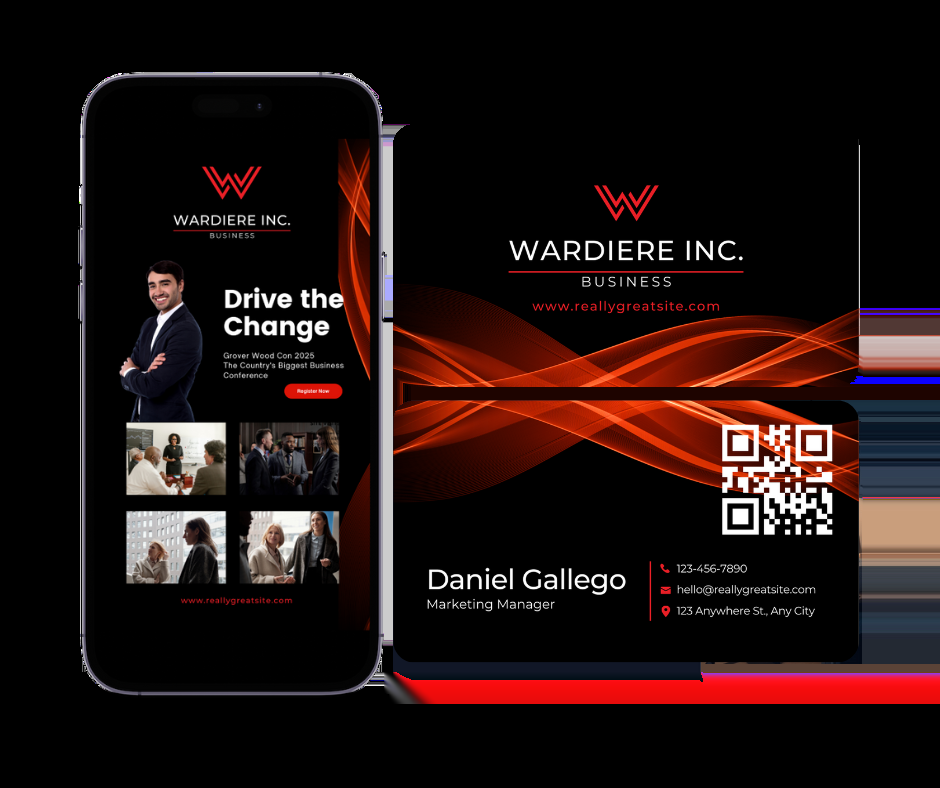 WARDIERE INC.
BUSINESS
Drive the
Change
Grover Wood Con 2025
The Country's Biggest Business
Conference
Register Now
www.reallygreatsite.com
WARDIERE INC.
BUSINESS
www.reallygreatsite.com
Daniel Gallego
Marketing Manager
123-456-7890
hello@reallygreatsite.com
123 Anywhere St., Any City